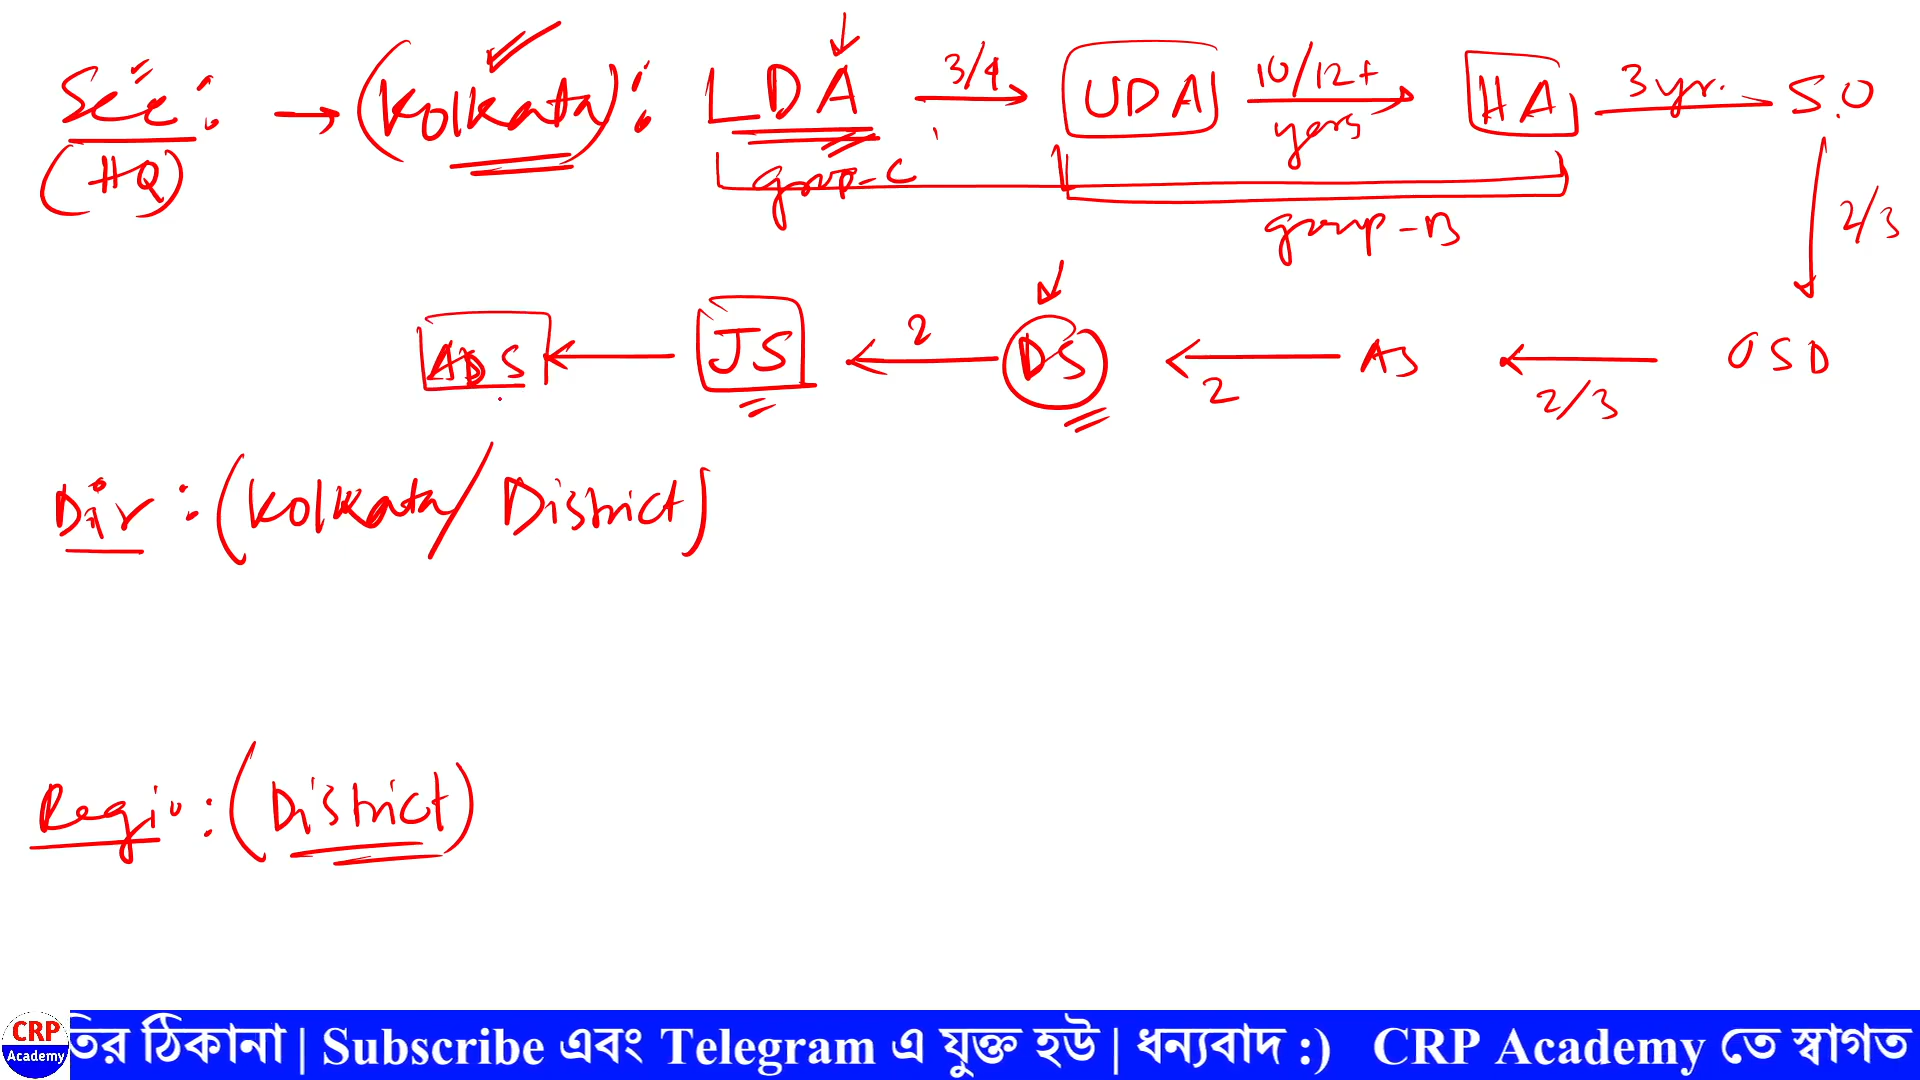 Sec : → (Kolkata) : LDA 3/4 → UDA 10/12+ years → HA 3 yr. → S.O
(HQ)
group-C
group-B
2/3
ADS ← JS ← 2 DS ← 2 AS ← 2/3 OSD
Dir : (Kolkata/District)
Regio : (District)
CRP Academy
তির ঠিকানা | Subscribe এবং Telegram এ যুক্ত হউ | ধন্যবাদ :) CRP Academy তে স্বাগত